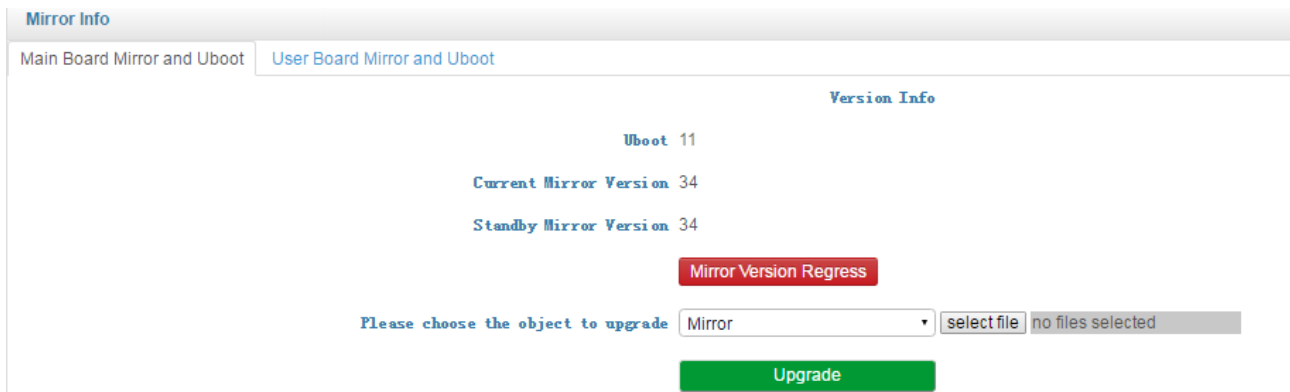 Mirror Info
Main Board Mirror and Uboot User Board Mirror and Uboot
Version Info
Uboot 11
Current Mirror Version 34
Standby Mirror Version 34
Mirror Version Regress
Please choose the object to upgrade Mirror select file no files selected
Upgrade